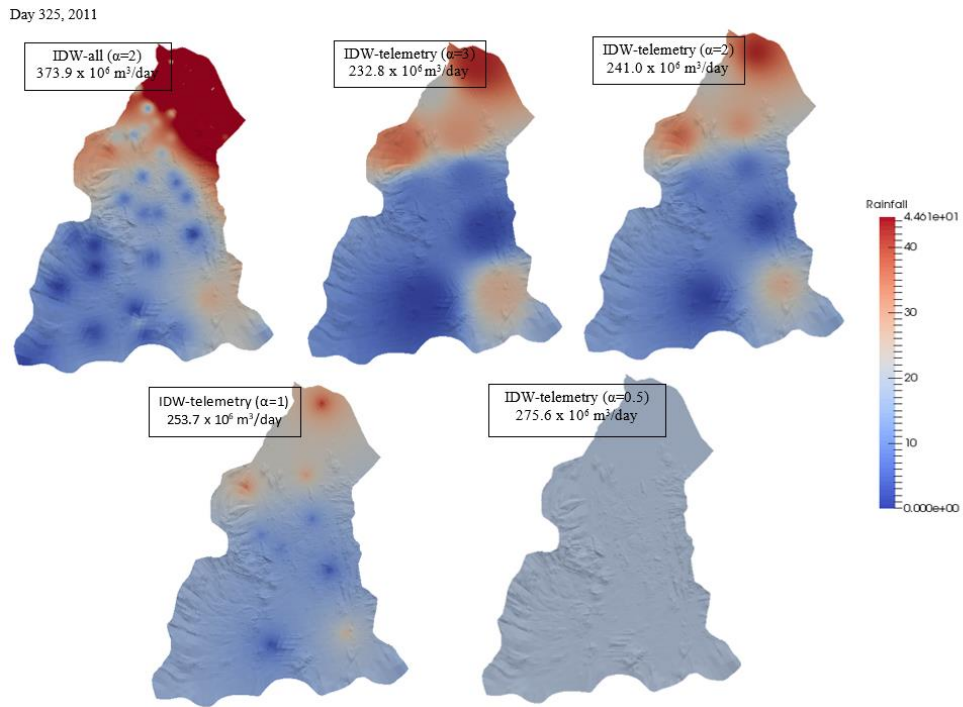 Day 325, 2011
IDW-all (α=2)
373.9 x 10⁶ m³/day
IDW-telemetry (α=3)
232.8 x 10⁶ m³/day
IDW-telemetry (α=2)
241.0 x 10⁶ m³/day
Rainfall
4.461e+01
40
30
20
10
0.000e+00
IDW-telemetry (α=1)
253.7 x 10⁶ m³/day
IDW-telemetry (α=0.5)
275.6 x 10⁶ m³/day